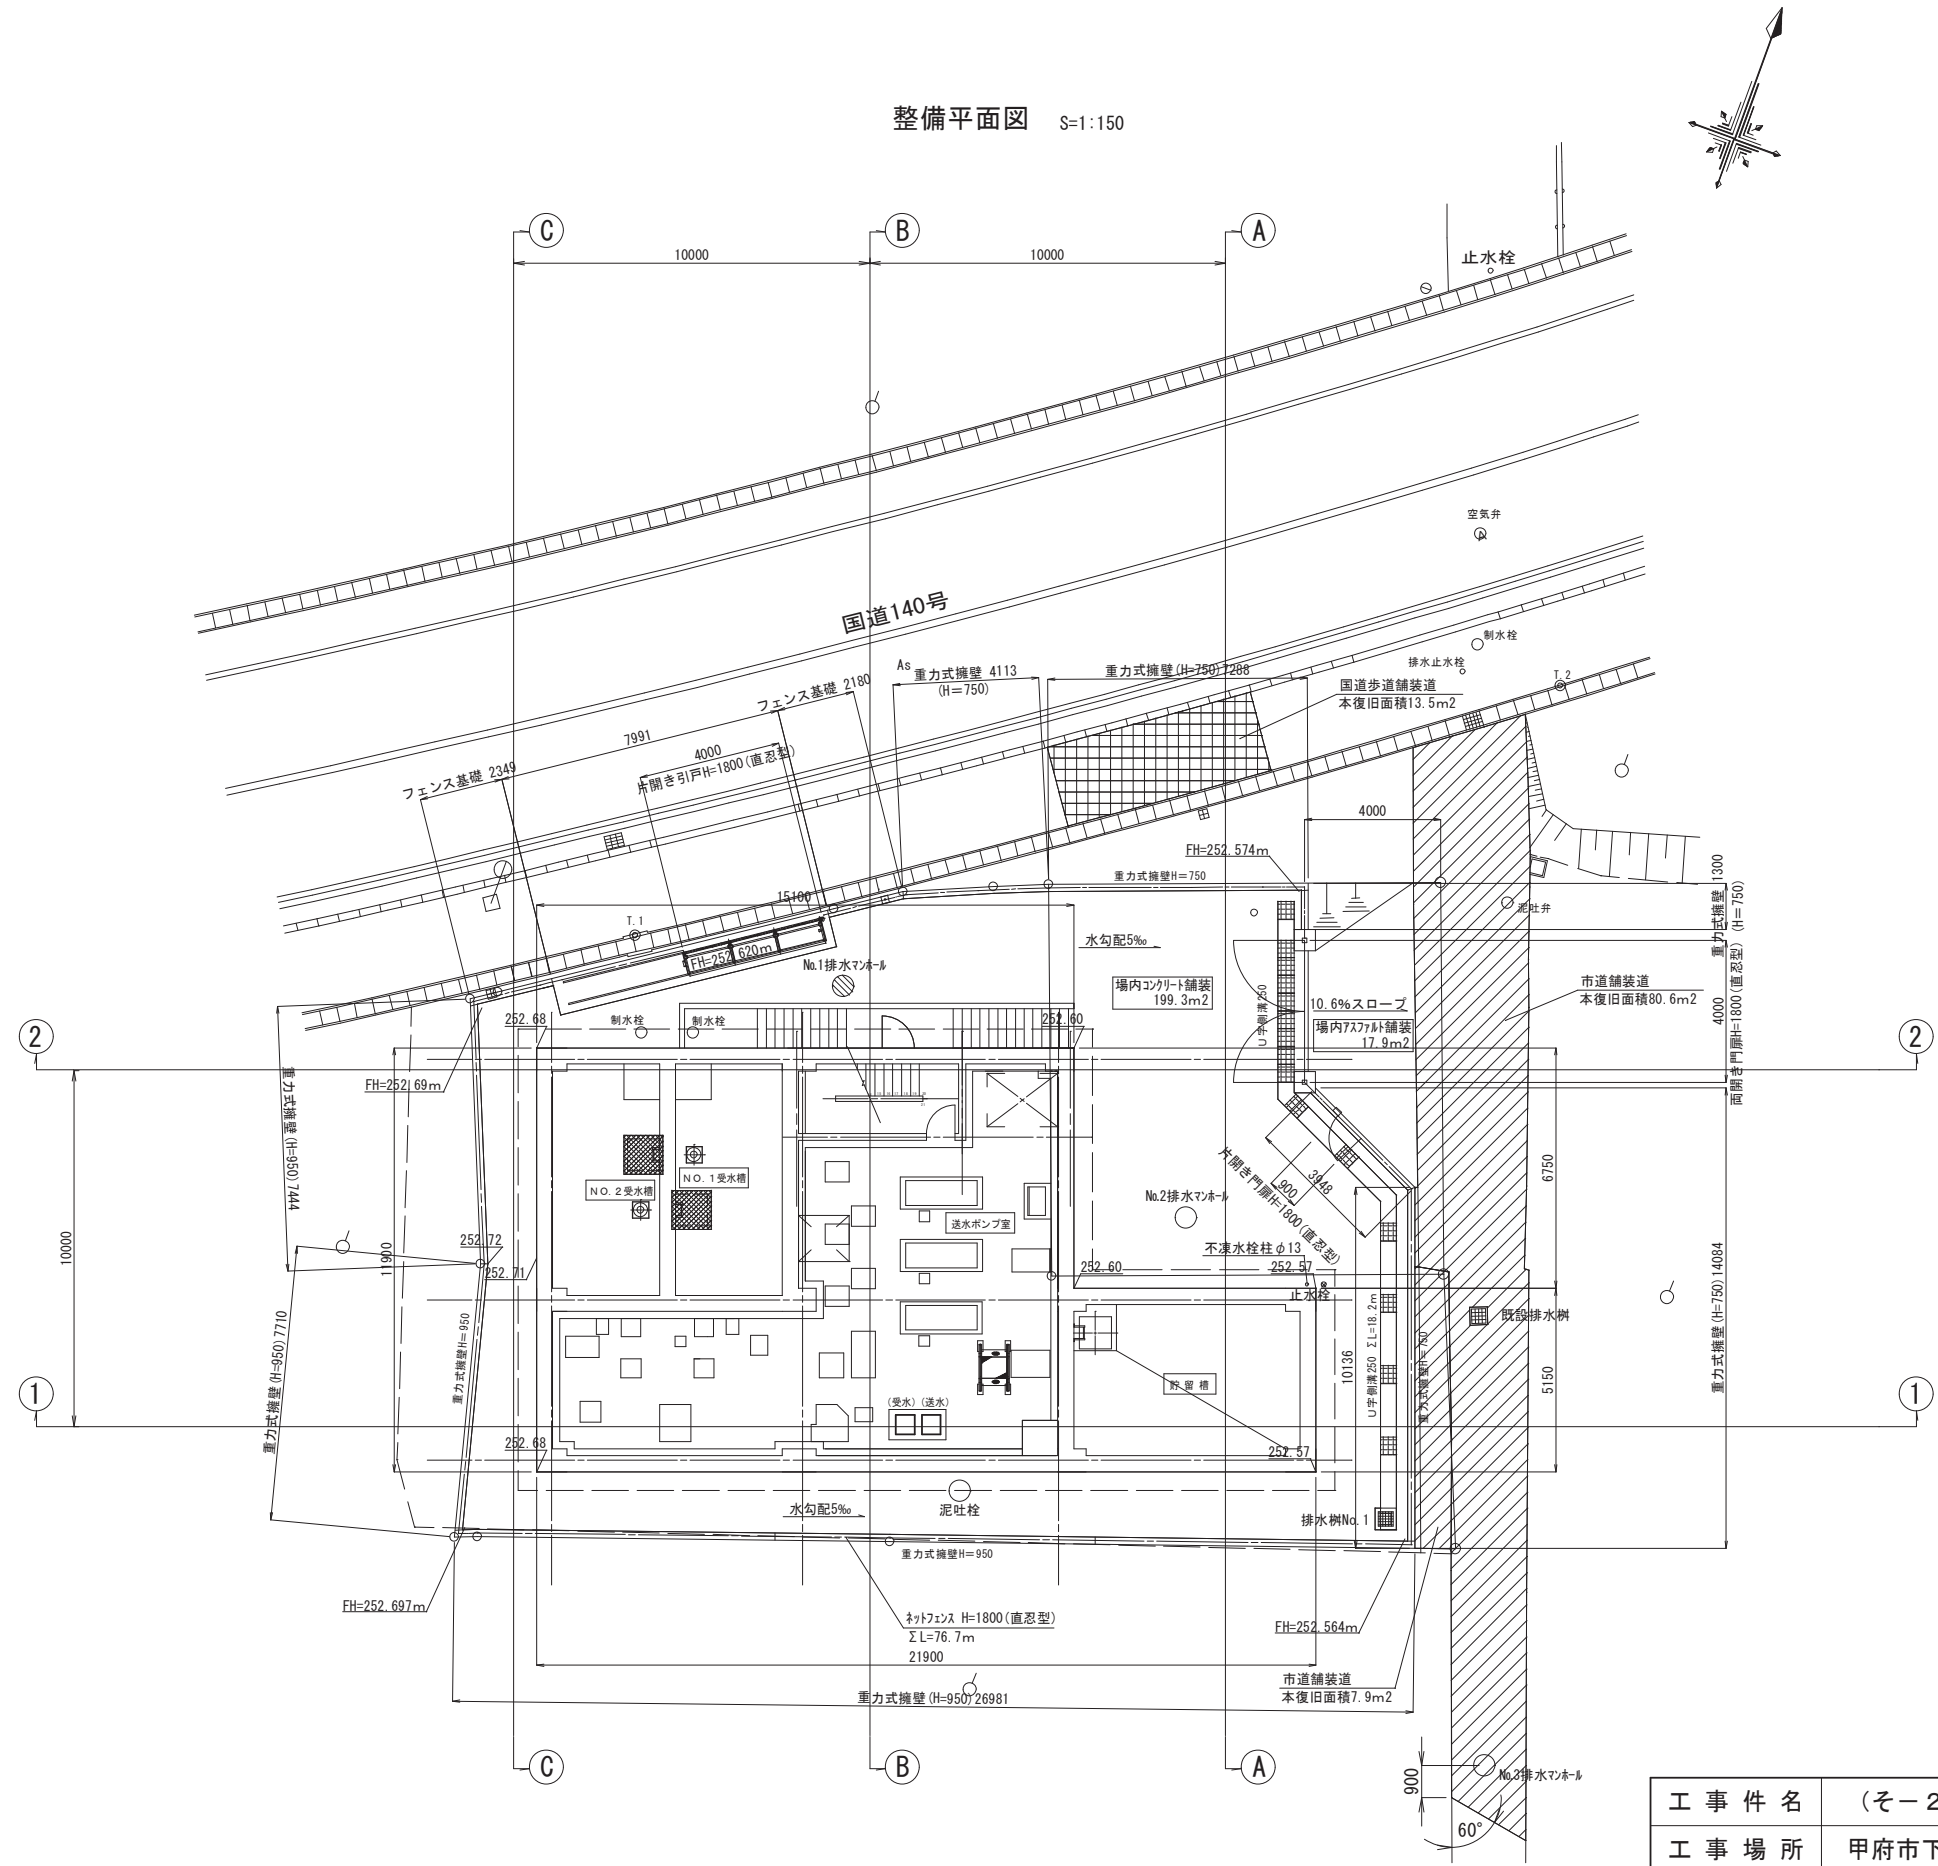 整備平面図 S=1:150
C
B
A
10000
10000
止水栓
空気弁
国道140号
制水栓
排水止水栓
As
重力式擁壁 4113
(H=750)
重力式擁壁(H=750)7288
T.2
国道歩道舗装道
本復旧面積13.5m2
フェンス基礎 2180
7991
4000
片開き引戸H=1800(直忍型)
フェンス基礎 2349
4000
FH=252.574m
重力式擁壁H=750
重力式擁壁 1300
(H=750)
泥吐弁
15100
T.1
FH=252.620m
No.1排水マンホール
水勾配5‰
場内コンクリート舗装
199.3m2
U字側溝250
10.6%スロープ
場内アスファルト舗装
17.9m2
4000
両開き門扉H=1800(直忍型)
市道舗装道
本復旧面積80.6m2
252.68
制水栓
制水栓
252.60
2
2
FH=252.69m
重力式擁壁(H=950)7444
NO.2受水槽
NO.1受水槽
送水ポンプ室
No.2排水マンホール
片開き門扉H=1800(直忍型)
900
3948
6750
10000
11900
252.72
252.71
252.60
不凍水栓柱φ13
252.57
止水栓
既設排水桝
重力式擁壁(H=950)7710
重力式擁壁H=950
10136
U字側溝250 ΣL=18.2m
重力式擁壁H=750
5150
重力式擁壁(H=750)14084
貯留槽
1
1
(受水)(送水)
252.68
252.57
水勾配5‰
泥吐栓
排水桝No.1
重力式擁壁H=950
FH=252.697m
ネットフェンス H=1800(直忍型)
ΣL=76.7m
FH=252.564m
21900
市道舗装道
本復旧面積7.9m2
重力式擁壁(H=950)26981
C
B
A
900
No.3排水マンホール
60°
工事件名 (そ-2
工事場所 甲府市下